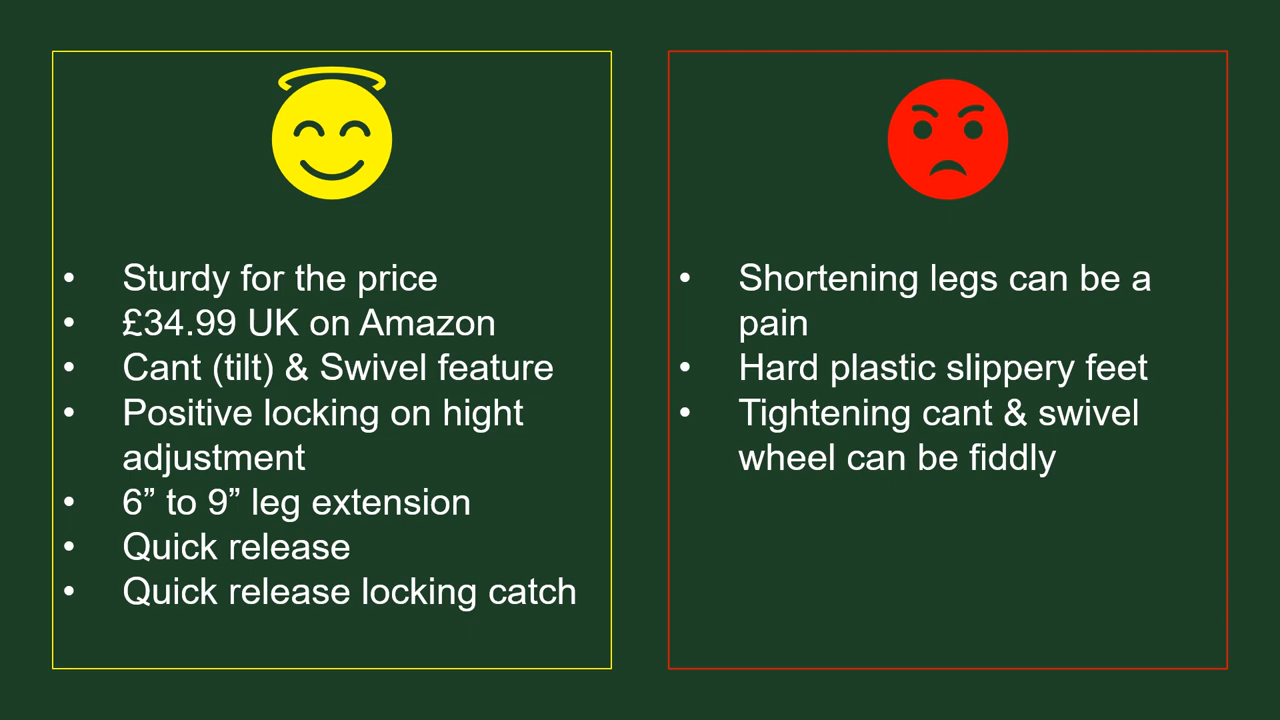 • Sturdy for the price
• £34.99 UK on Amazon
• Cant (tilt) & Swivel feature
• Positive locking on hight
adjustment
• 6” to 9” leg extension
• Quick release
• Quick release locking catch
• Shortening legs can be a
pain
• Hard plastic slippery feet
• Tightening cant & swivel
wheel can be fiddly